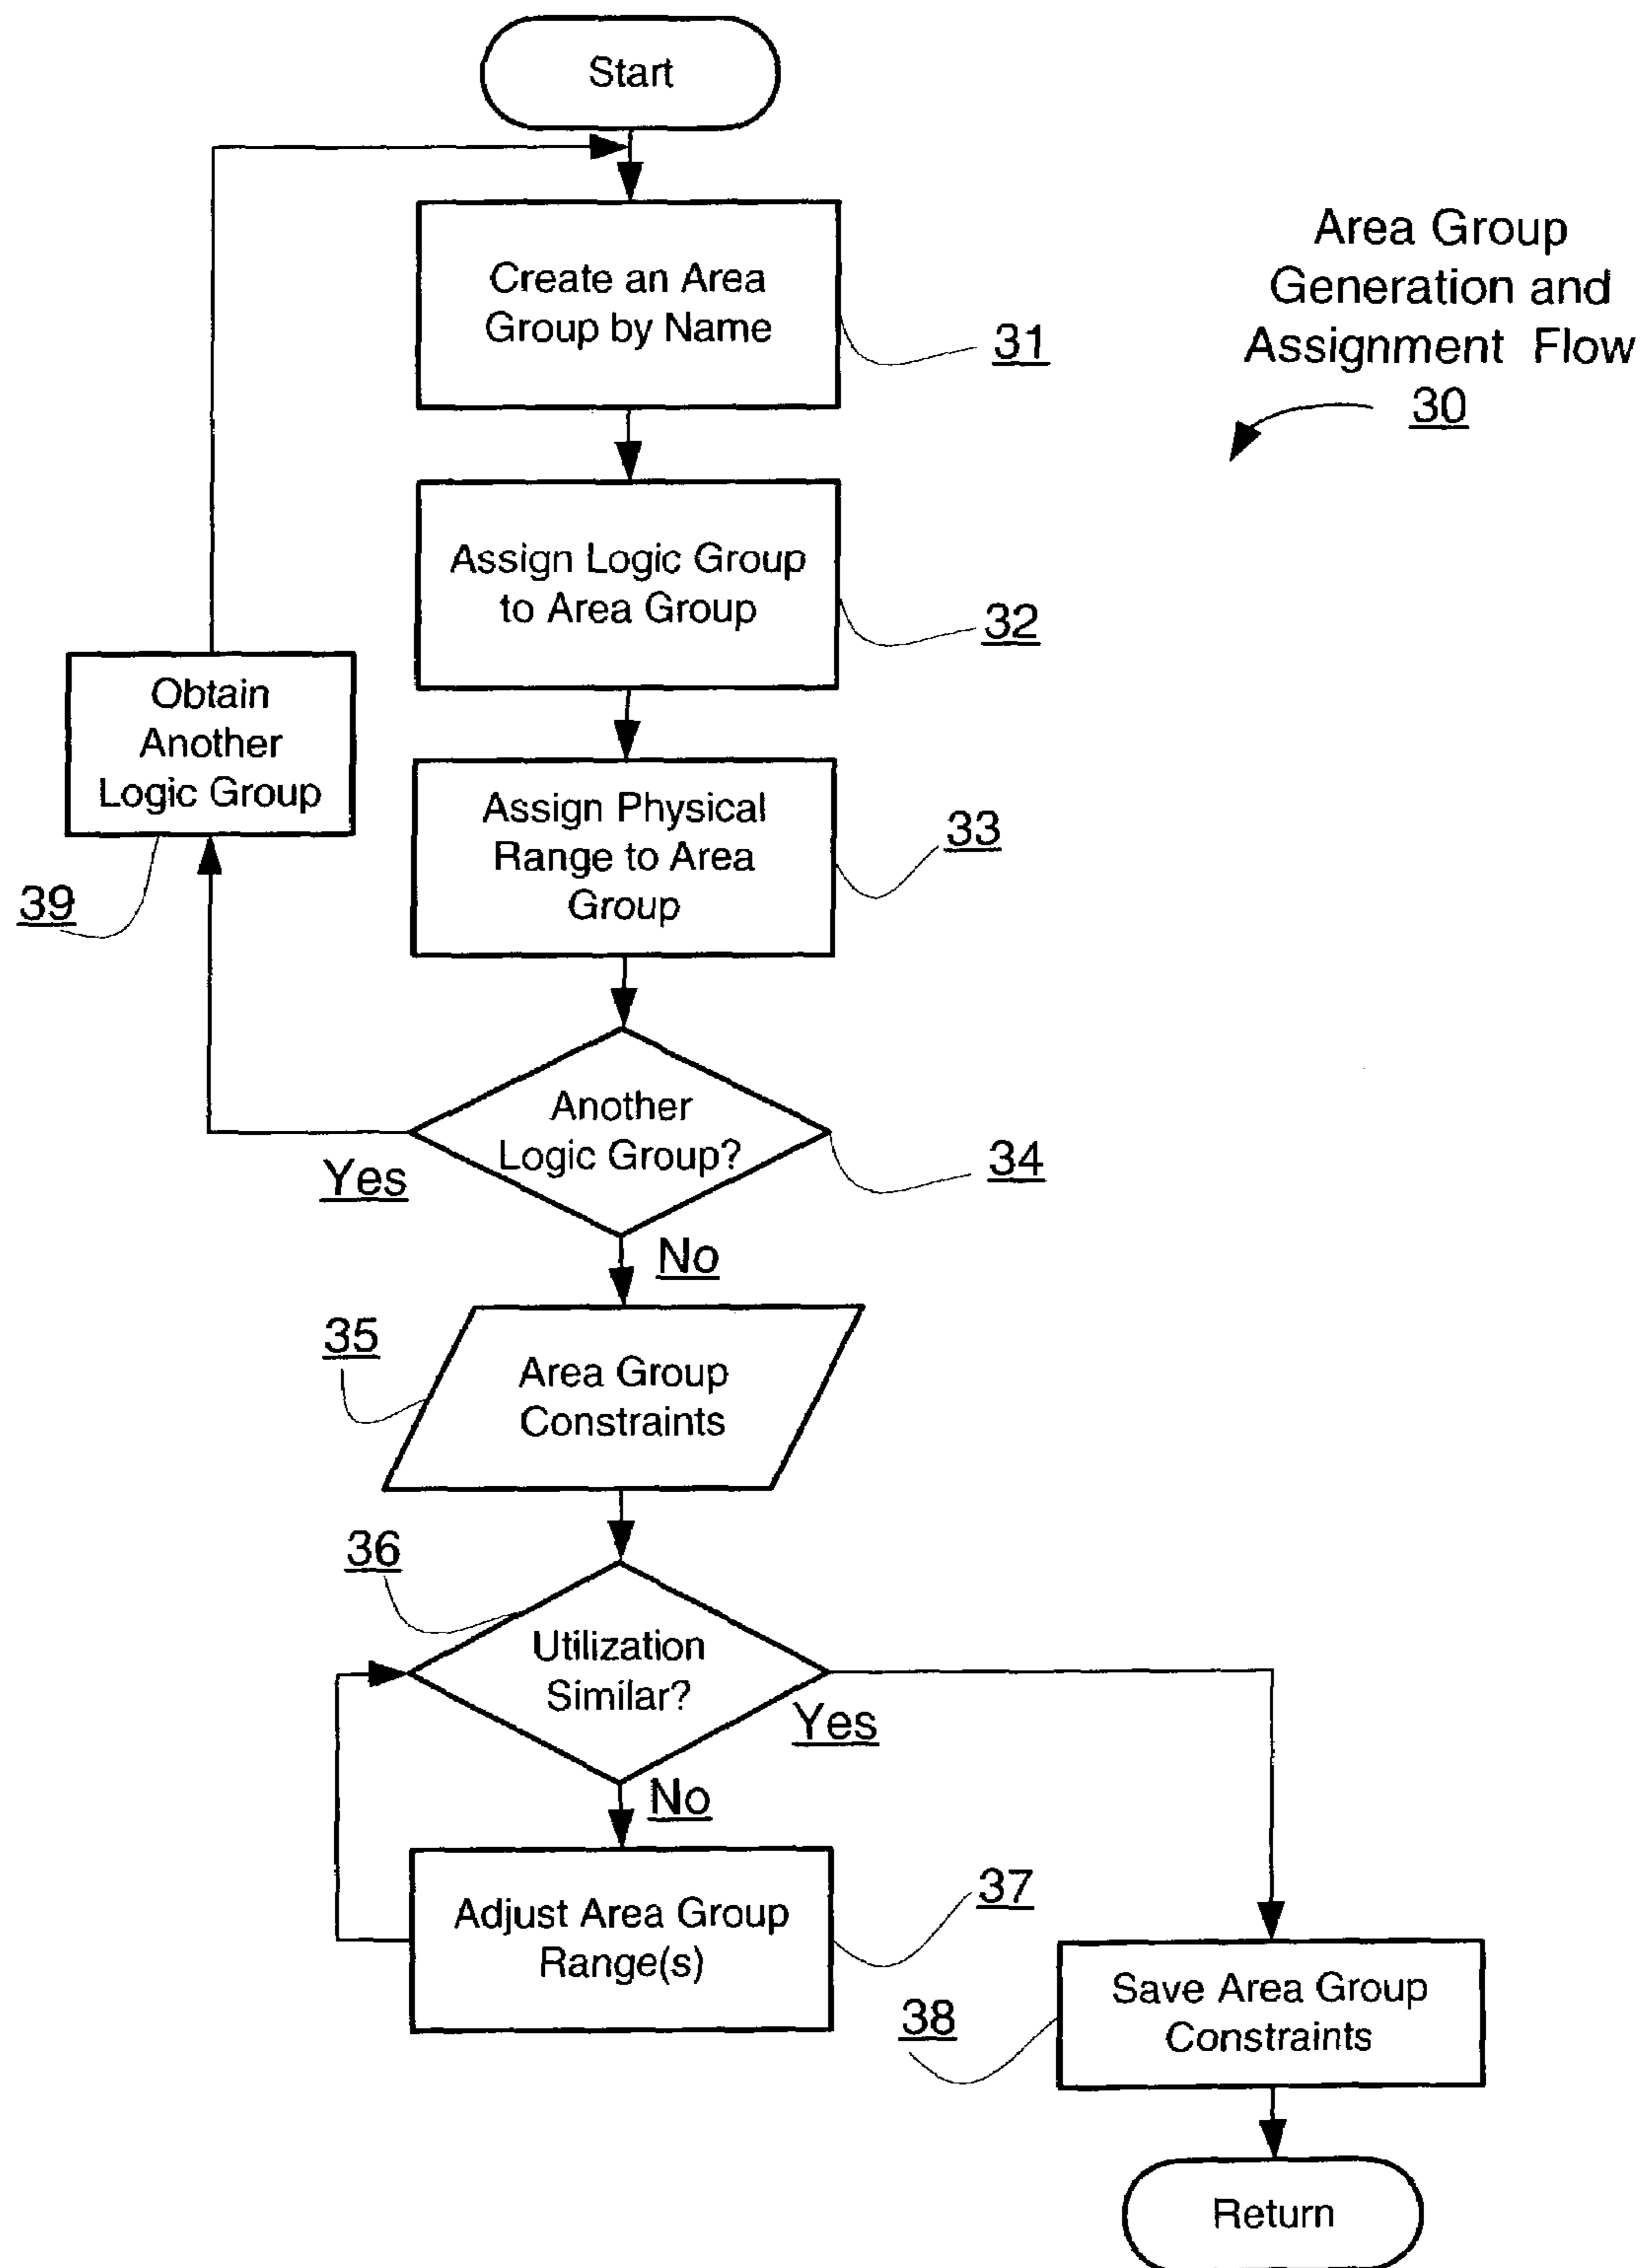 Start
Area Group
Generation and
Assignment Flow
30
Create an Area
Group by Name
31
Assign Logic Group
to Area Group
32
Obtain
Another
Logic Group
39
Assign Physical
Range to Area
Group
33
Another
Logic Group?
34
Yes
No
35
Area Group
Constraints
36
Utilization
Similar?
Yes
No
Adjust Area Group
Range(s)
37
38
Save Area Group
Constraints
Return